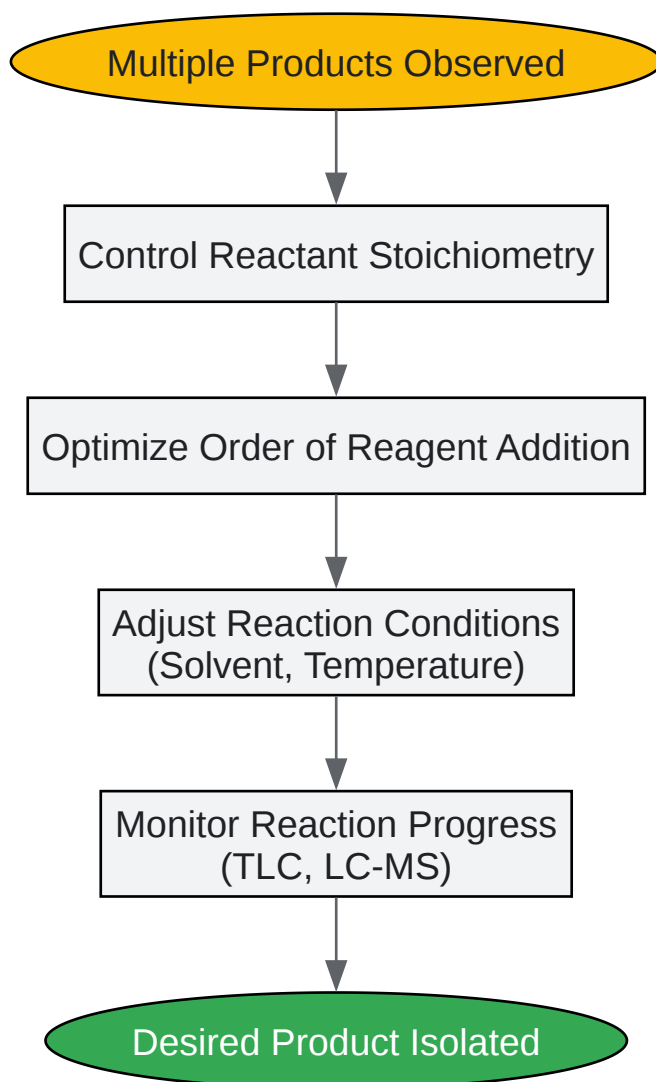 Multiple Products Observed
Control Reactant Stoichiometry
Optimize Order of Reagent Addition
Adjust Reaction Conditions
(Solvent, Temperature)
Monitor Reaction Progress
(TLC, LC-MS)
Desired Product Isolated